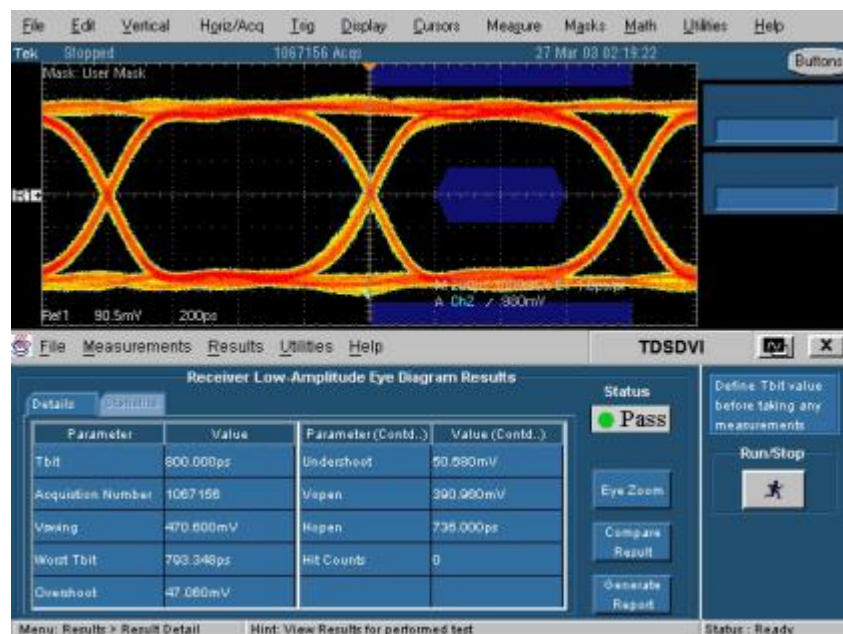 File Edit Vertical Horiz/Acq Trig Display Cursors Measure Masks Math Utilities Help
Tek Stopped 1067156 Acqs 27 Mar 03 02:19:22
Buttons
Mask: User Mask
A Ch2 980mV
Ref1 90.5mV 200ps
File Measurements Results Utilities Help TDSDVI X
Receiver Low-Amplitude Eye Diagram Results
Details Statistics
Status
Pass
Define Tbit value
before taking any
measurements
Parameter Value Parameter(Contd..) Value (Contd..)
Tbit 800.000ps Undershoot 50.680mV
Acquistion Number 1067156 Vopen 390.960mV
Vswing 470.600mV Hopen 736.000ps
Worst Tbit 793.348ps Hit Counts 0
Overshoot 47.060mV
Eye Zoom
Compare
Result
Generate
Report
Run/Stop
Menu: Results > Result Detail Hint: View Results for performed test Status : Ready